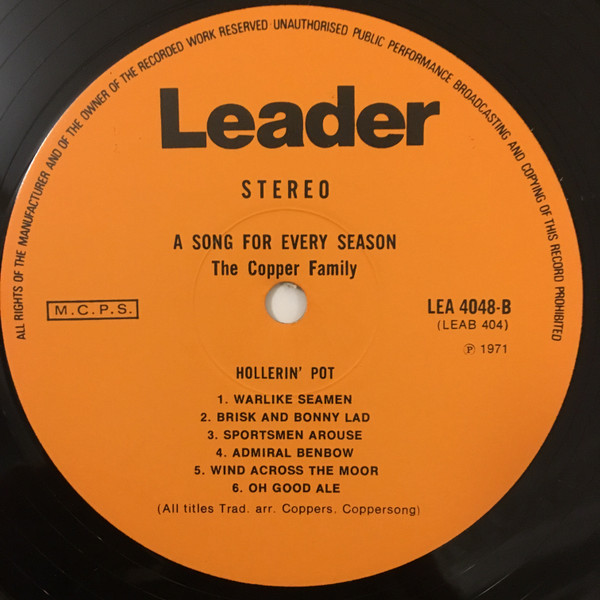 ALL RIGHTS OF THE MANUFACTURER AND OF THE OWNER OF THE RECORDED WORK RESERVED UNAUTHORISED PUBLIC PERFORMANCE BROADCASTING AND COPYING OF THIS RECORD PROHIBITED
Leader
STEREO
A SONG FOR EVERY SEASON
The Copper Family
M.C.P.S.
LEA 4048-B
(LEAB 404)
℗ 1971
HOLLERIN' POT
1. WARLIKE SEAMEN
2. BRISK AND BONNY LAD
3. SPORTSMEN AROUSE
4. ADMIRAL BENBOW
5. WIND ACROSS THE MOOR
6. OH GOOD ALE
(All titles Trad. arr. Coppers. Coppersong)